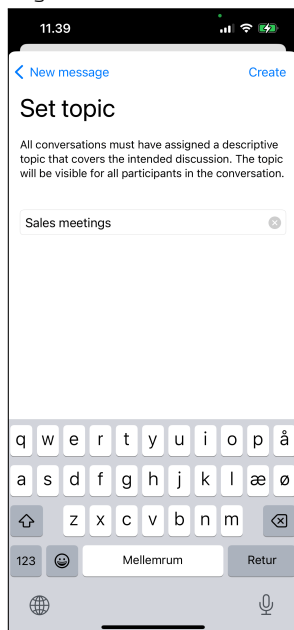 11.39
New message
Create
Set topic
All conversations must have assigned a descriptive
topic that covers the intended discussion. The topic
will be visible for all participants in the conversation.
Sales meetings
q w e r t y u i o p å
a s d f g h j k l æ ø
z x c v b n m
123 Mellemrum Retur